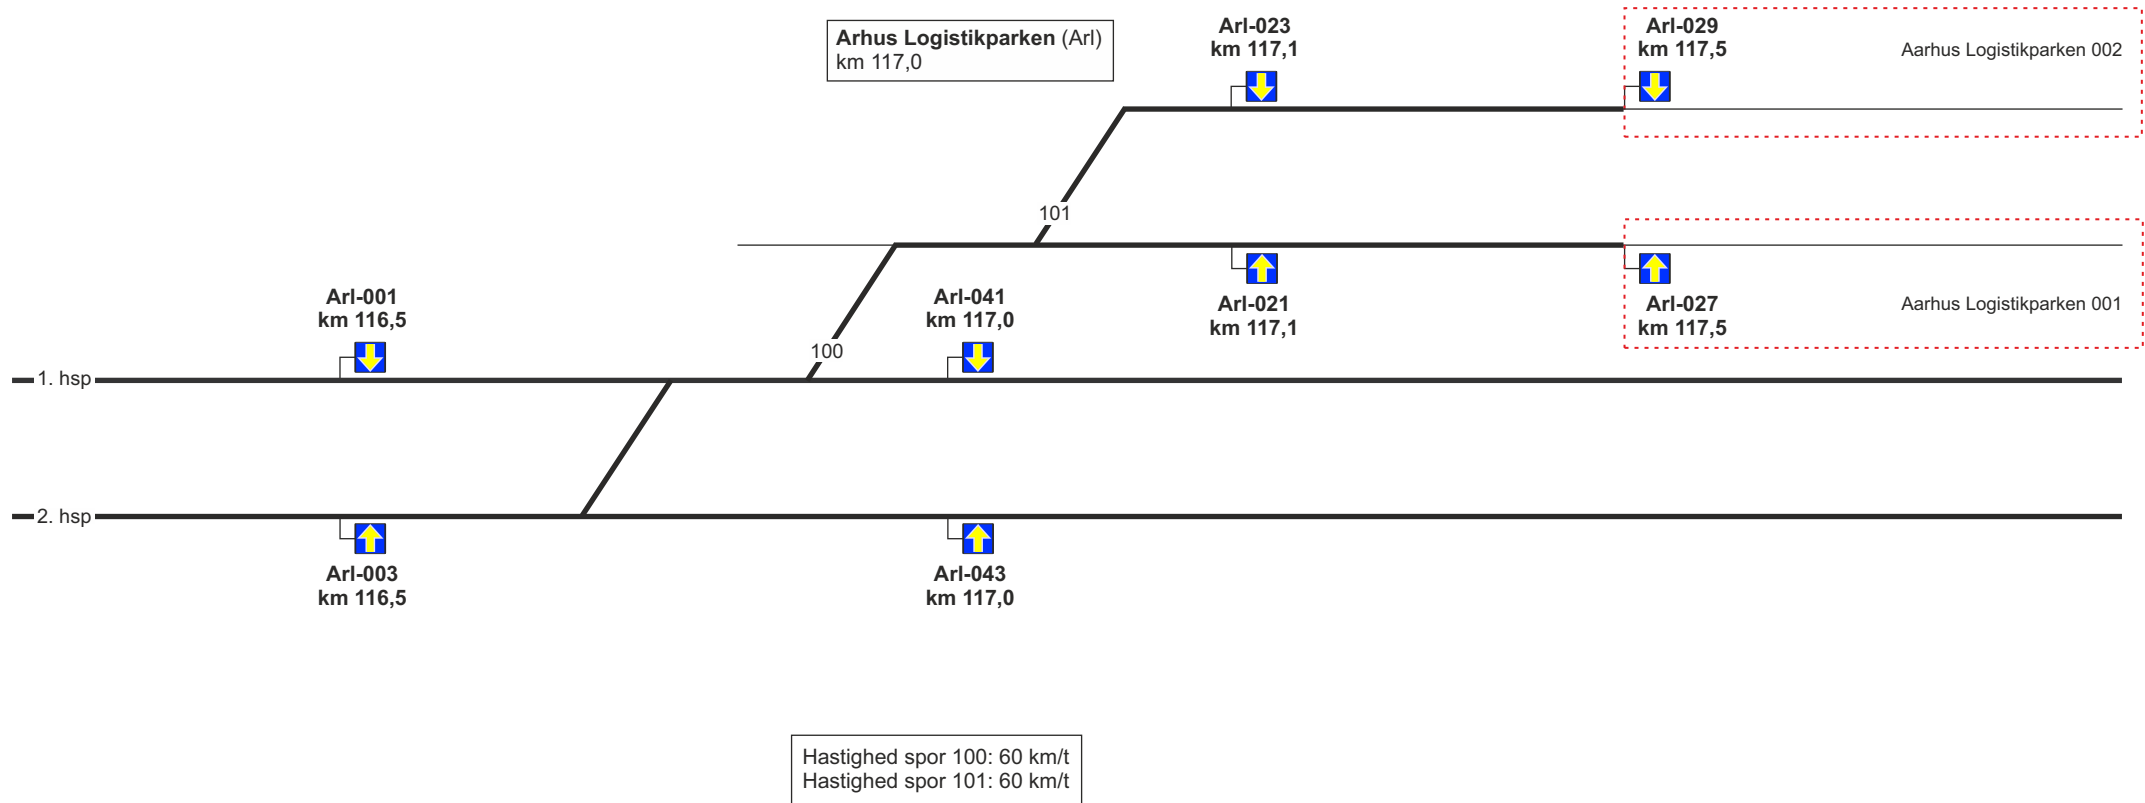 Arhus Logistikparken (Arl)
km 117,0
Arl-023
km 117,1
Arl-029
km 117,5
Aarhus Logistikparken 002
101
Arl-001
km 116,5
100
Arl-041
km 117,0
Arl-021
km 117,1
Arl-027
km 117,5
Aarhus Logistikparken 001
1. hsp
2. hsp
Arl-003
km 116,5
Arl-043
km 117,0
Hastighed spor 100: 60 km/t
Hastighed spor 101: 60 km/t